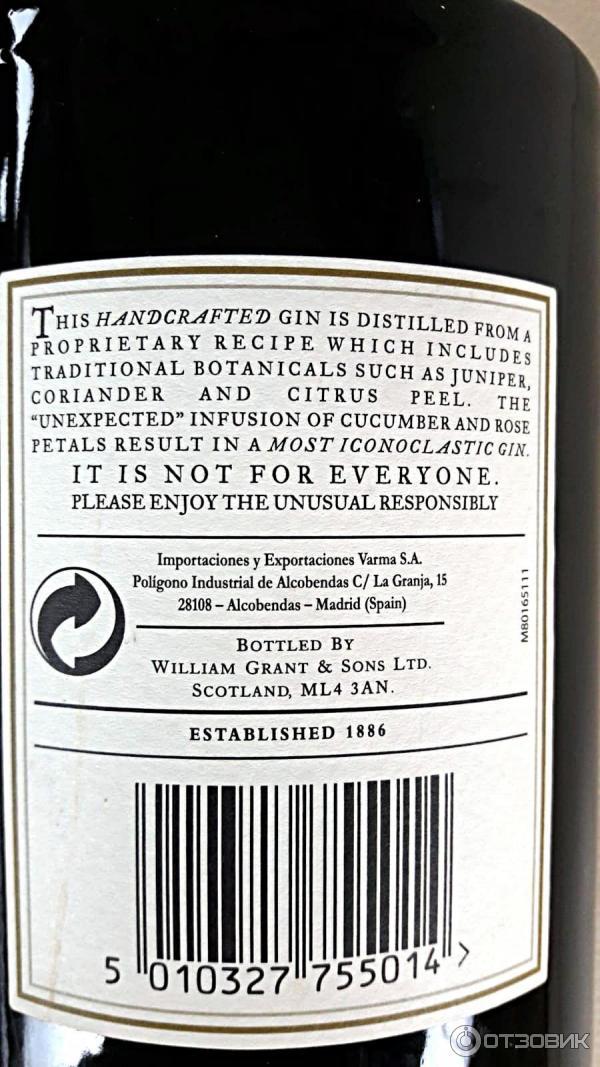 THIS HANDCRAFTED GIN IS DISTILLED FROM A
PROPRIETARY RECIPE WHICH INCLUDES
TRADITIONAL BOTANICALS SUCH AS JUNIPER,
CORIANDER AND CITRUS PEEL. THE
“UNEXPECTED” INFUSION OF CUCUMBER AND ROSE
PETALS RESULT IN A MOST ICONOCLASTIC GIN.
IT IS NOT FOR EVERYONE.
PLEASE ENJOY THE UNUSUAL RESPONSIBLY
Importaciones y Exportaciones Varma S.A.
Polígono Industrial de Alcobendas C/ La Granja, 15
28108 – Alcobendas – Madrid (Spain)
M80165111
BOTTLED BY
WILLIAM GRANT & SONS LTD.
SCOTLAND, ML4 3AN.
ESTABLISHED 1886
5 010327 755014 >
ОТЗОВИК